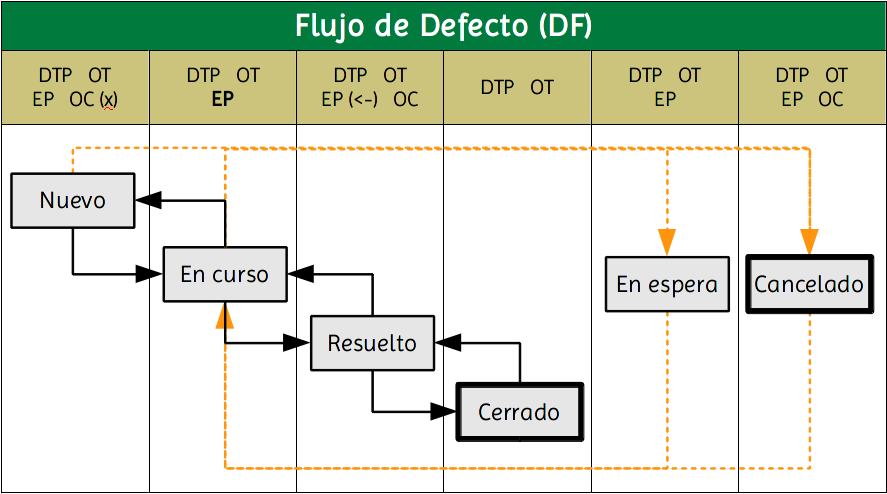 Flujo de Defecto (DF)
DTP OT
EP OC (x)
DTP OT
EP
DTP OT
EP (<-) OC
DTP OT
DTP OT
EP
DTP OT
EP OC
Nuevo
En curso
En espera
Cancelado
Resuelto
Cerrado